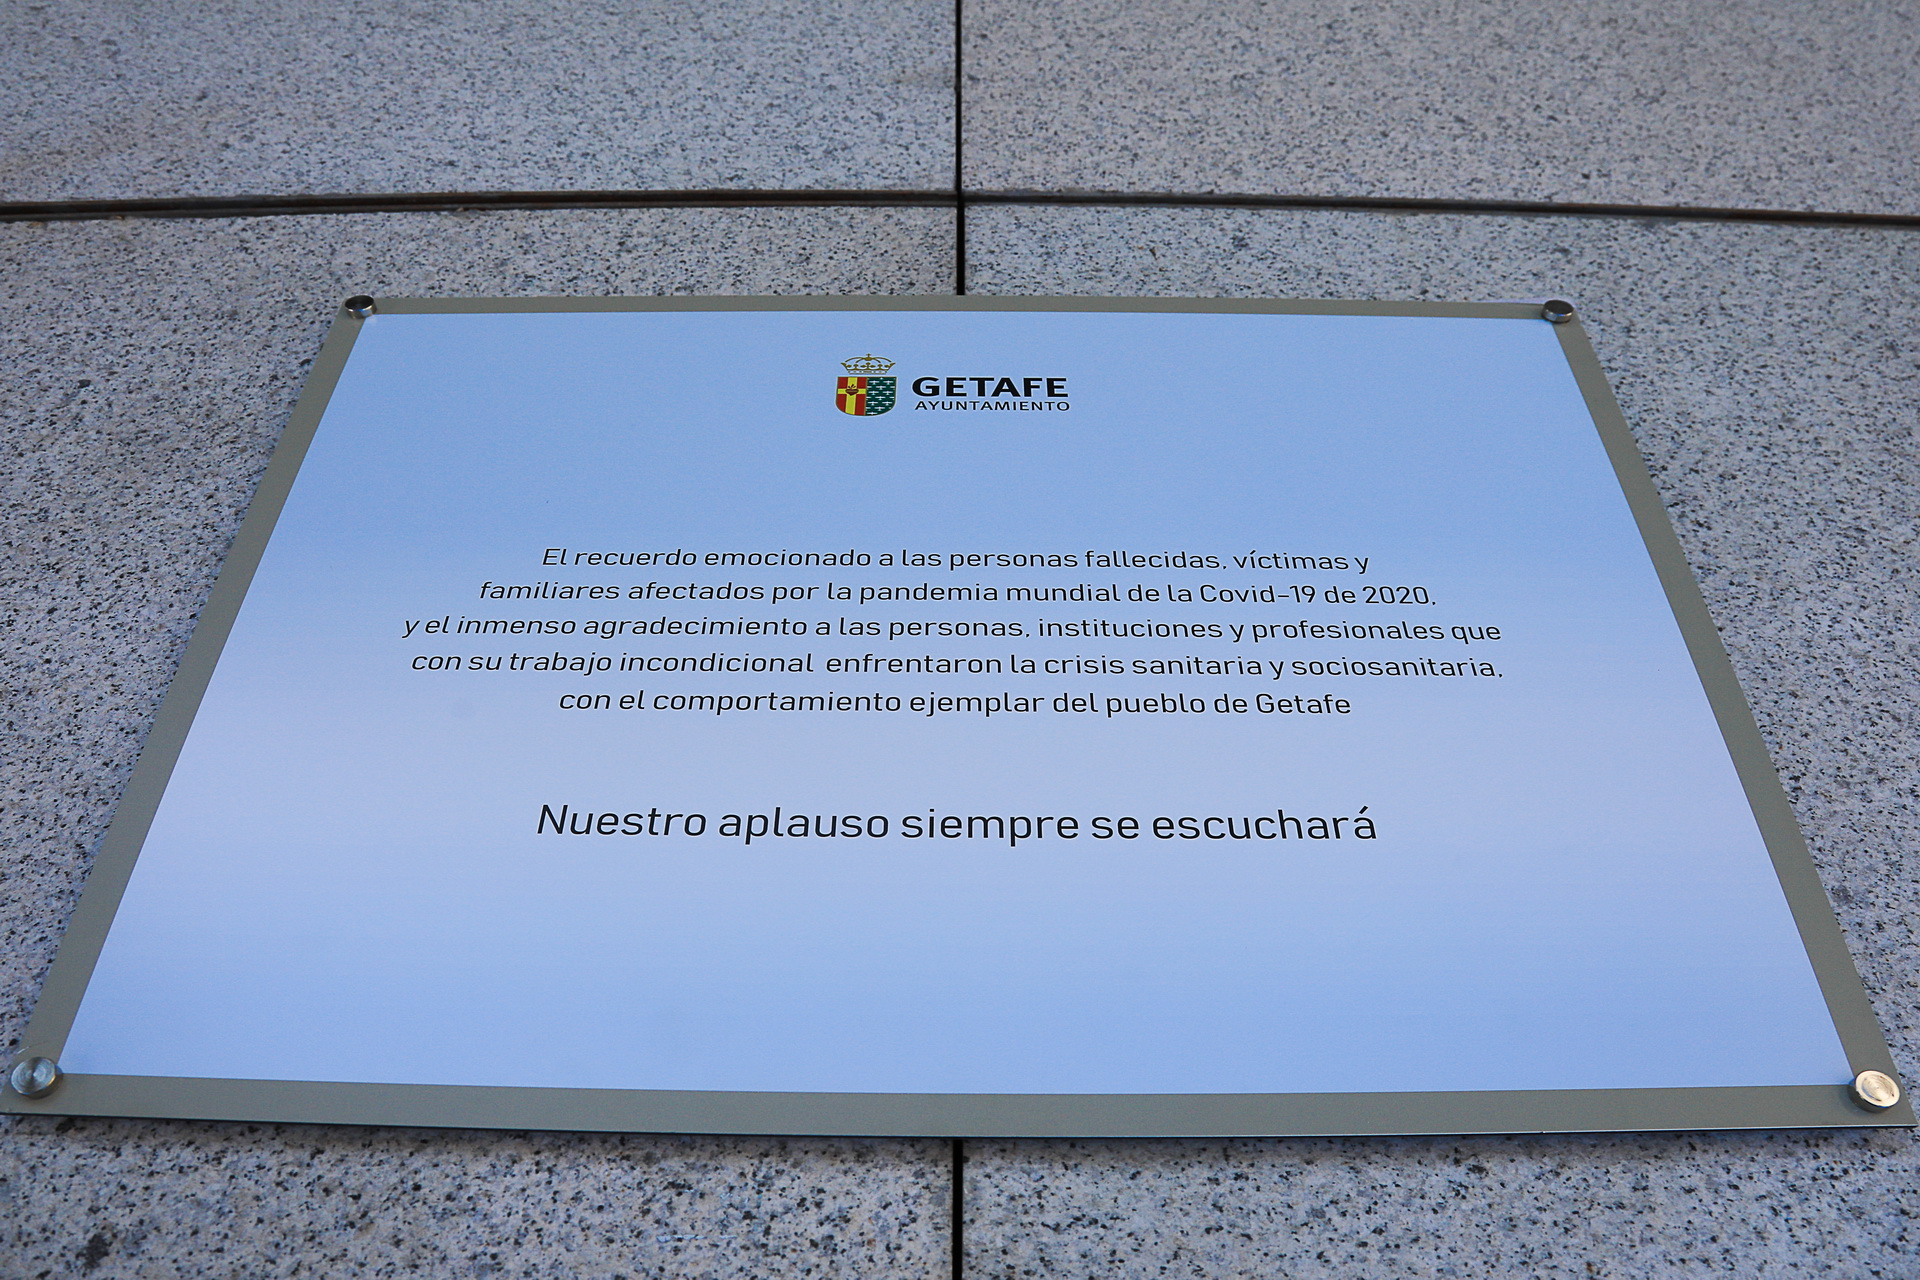 GETAFE
AYUNTAMIENTO
El recuerdo emocionado a las personas fallecidas, víctimas y
familiares afectados por la pandemia mundial de la Covid-19 de 2020,
y el inmenso agradecimiento a las personas, instituciones y profesionales que
con su trabajo incondicional enfrentaron la crisis sanitaria y sociosanitaria,
con el comportamiento ejemplar del pueblo de Getafe
Nuestro aplauso siempre se escuchará